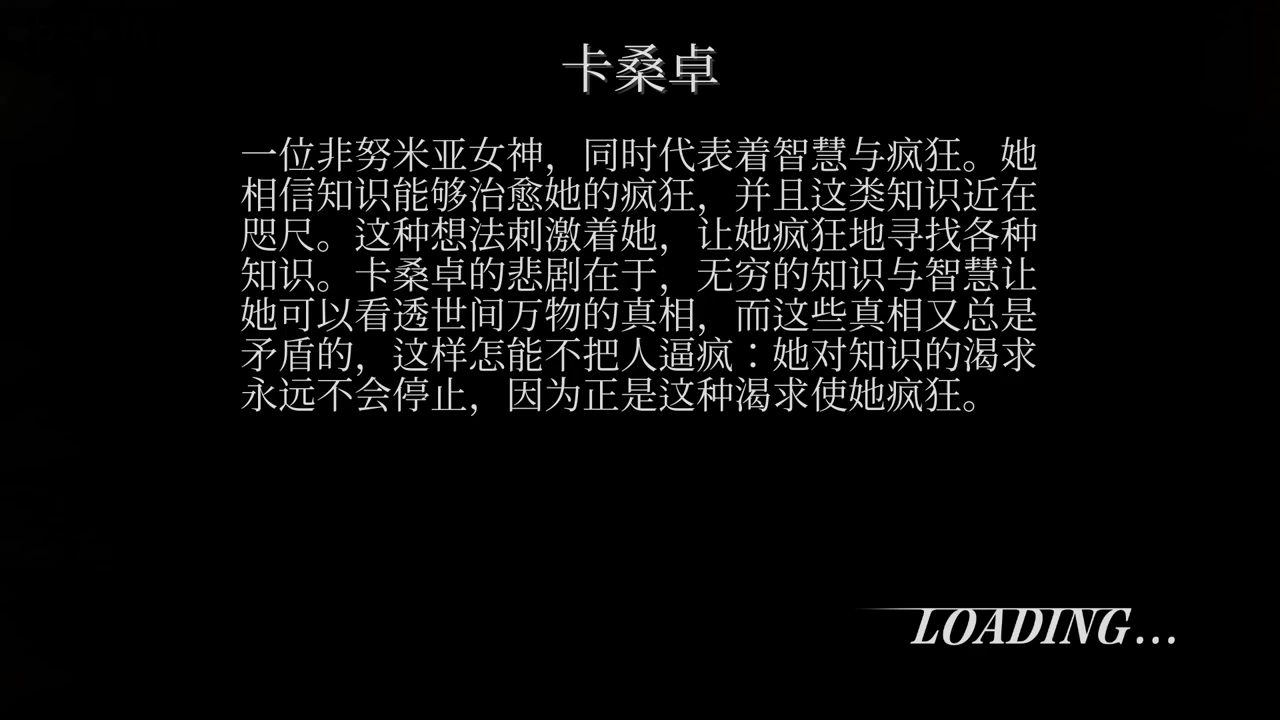 卡桑卓
一位非努米亚女神，同时代表着智慧与疯狂。她
相信知识能够治愈她的疯狂，并且这类知识近在
咫尺。这种想法刺激着她，让她疯狂地寻找各种
知识。卡桑卓的悲剧在于，无穷的知识与智慧让
她可以看透世间万物的真相，而这些真相又总是
矛盾的，这样怎能不把人逼疯：她对知识的渴求
永远不会停止，因为正是这种渴求使她疯狂。
LOADING...